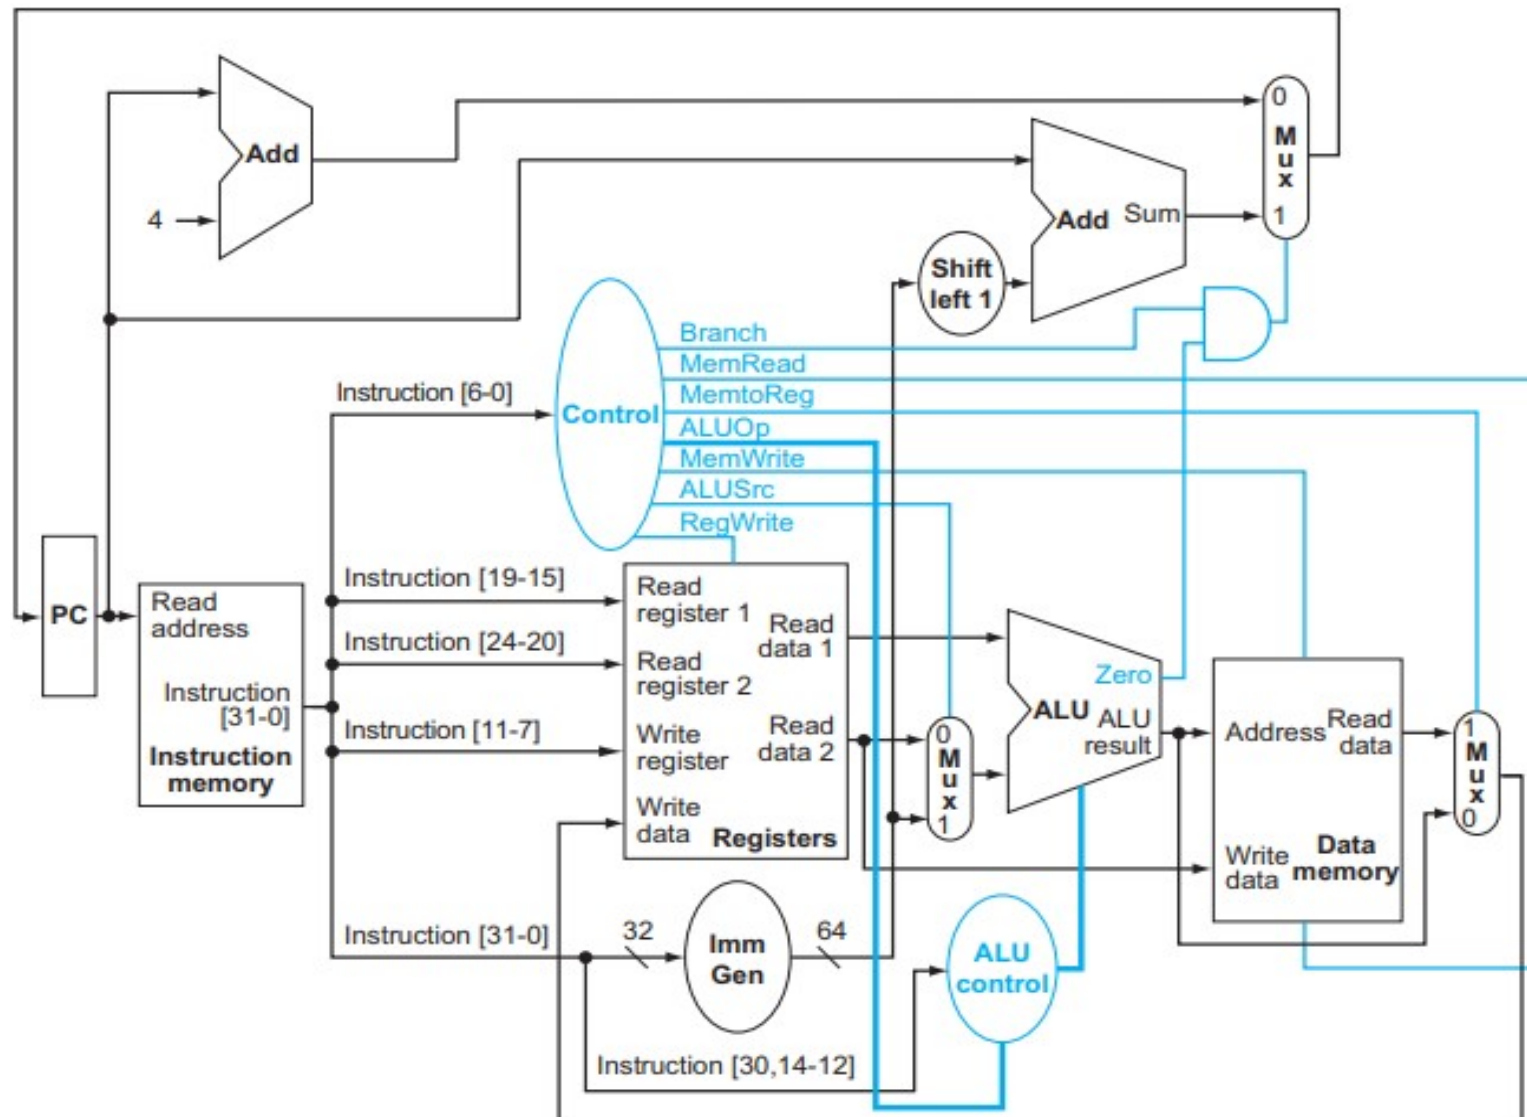 0
M
u
x
1
Add
4
Add
Sum
Shift
left 1
Branch
MemRead
Instruction [6-0]
MemtoReg
Control
ALUOp
MemWrite
ALUSrc
RegWrite
PC
Read
address
Instruction
[31-0]
Instruction
memory
Instruction [19-15]
Instruction [24-20]
Instruction [11-7]
Read
register 1
Read
register 2
Write
register
Write
data
Read
data 1
Read
data 2
Registers
0
M
u
x
1
Zero
ALU
ALU
result
Address
Read
data
Write
data
Data
memory
1
M
u
x
0
Instruction [31-0]
32
Imm
Gen
64
ALU
control
Instruction [30,14-12]